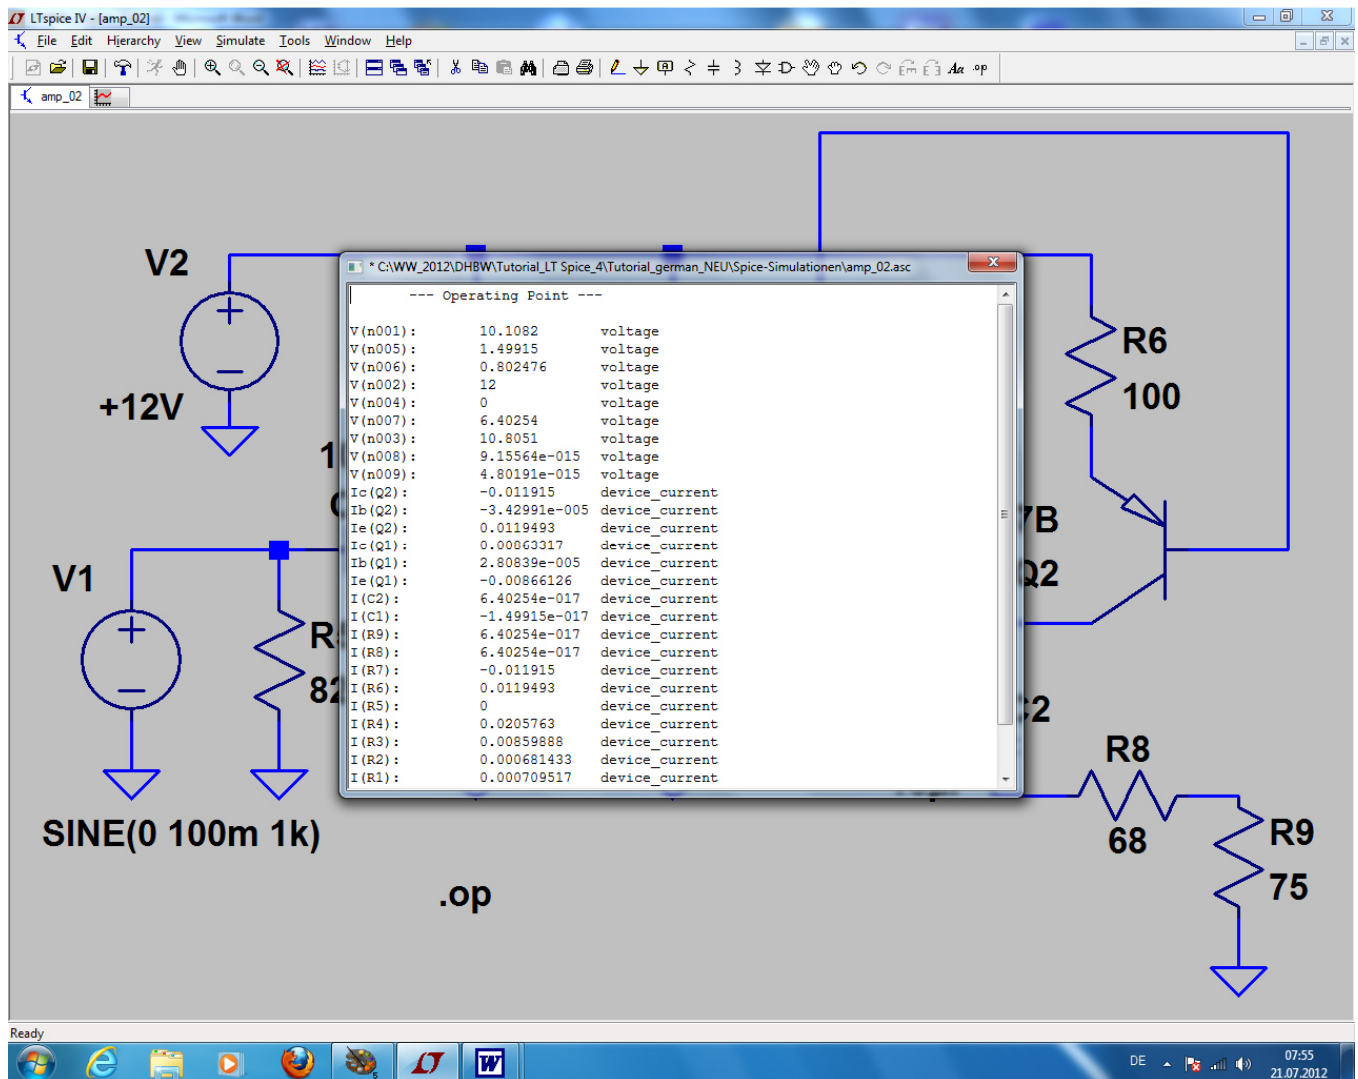 LTspice IV - [amp_02]
File Edit Hierarchy View Simulate Tools Window Help
Aa .op
amp_02
V2
+12V
* C:\WW_2012\DHBW\Tutorial_LT Spice_4\Tutorial_german_NEU\Spice-Simulationen\amp_02.asc
--- Operating Point ---
V(n001): 10.1082 voltage
V(n005): 1.49915 voltage
V(n006): 0.802476 voltage
V(n002): 12 voltage
V(n004): 0 voltage
V(n007): 6.40254 voltage
V(n003): 10.8051 voltage
V(n008): 9.15564e-015 voltage
V(n009): 4.80191e-015 voltage
Ic(Q2): -0.011915 device_current
Ib(Q2): -3.42991e-005 device_current
Ie(Q2): 0.0119493 device_current
Ic(Q1): 0.00863317 device_current
Ib(Q1): 2.80839e-005 device_current
Ie(Q1): -0.00866126 device_current
I(C2): 6.40254e-017 device_current
I(C1): -1.49915e-017 device_current
I(R9): 6.40254e-017 device_current
I(R8): 6.40254e-017 device_current
I(R7): -0.011915 device_current
I(R6): 0.0119493 device_current
I(R5): 0 device_current
I(R4): 0.0205763 device_current
I(R3): 0.00859888 device_current
I(R2): 0.000681433 device_current
I(R1): 0.000709517 device_current
R6
100
7B
Q2
V1
82
SINE(0 100m 1k)
.op
R8
68
R9
75
Ready
DE
07:55
21.07.2012